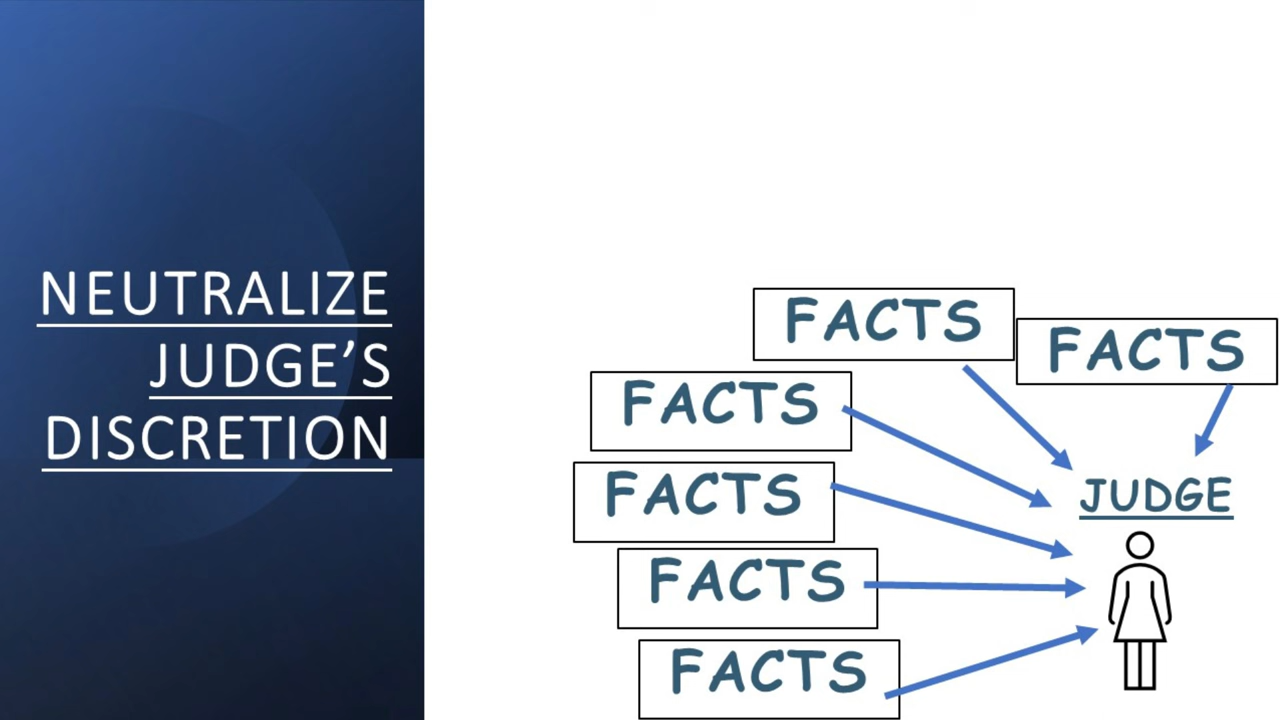 NEUTRALIZE
JUDGE’S
DISCRETION
FACTS
FACTS
FACTS
FACTS
JUDGE
FACTS
FACTS